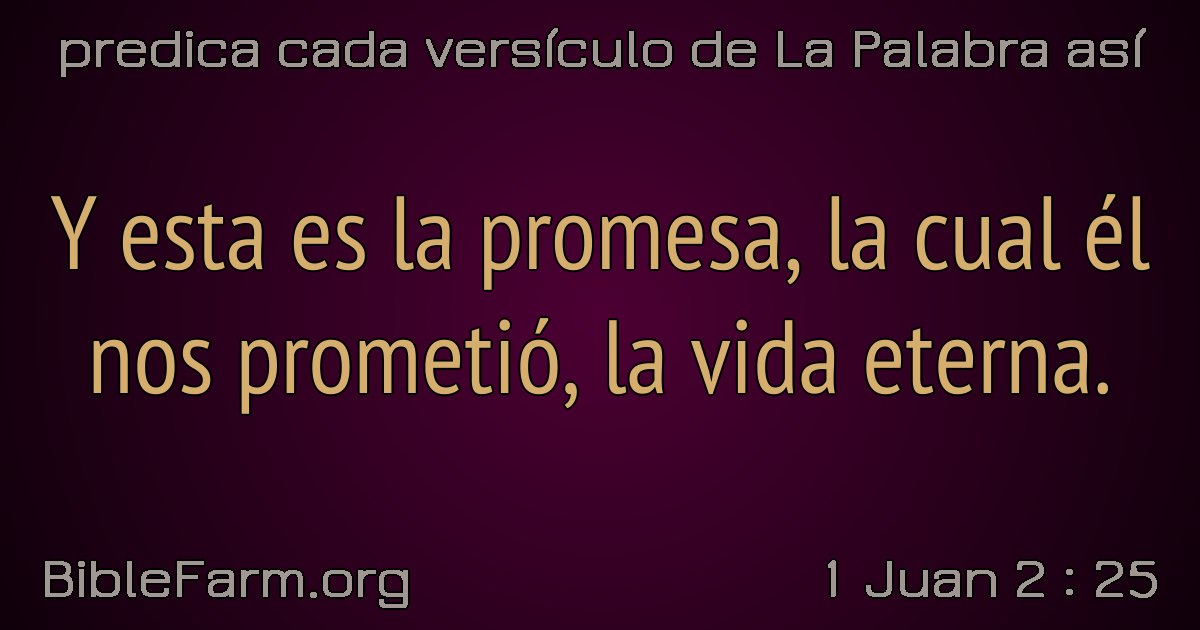 predica cada versículo de La Palabra así
Y esta es la promesa, la cual él
nos prometió, la vida eterna.
BibleFarm.org
1 Juan 2 : 25